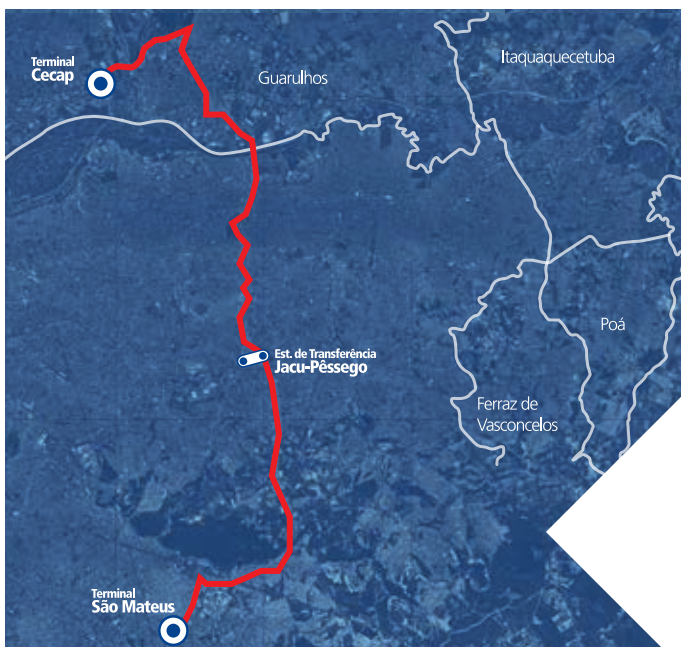 Itaquaquecetuba
Terminal
Cecap
Guarulhos
Poá
Est. de Transferência
Jacu-Pêssego
Ferraz de
Vasconcelos
Terminal
São Mateus